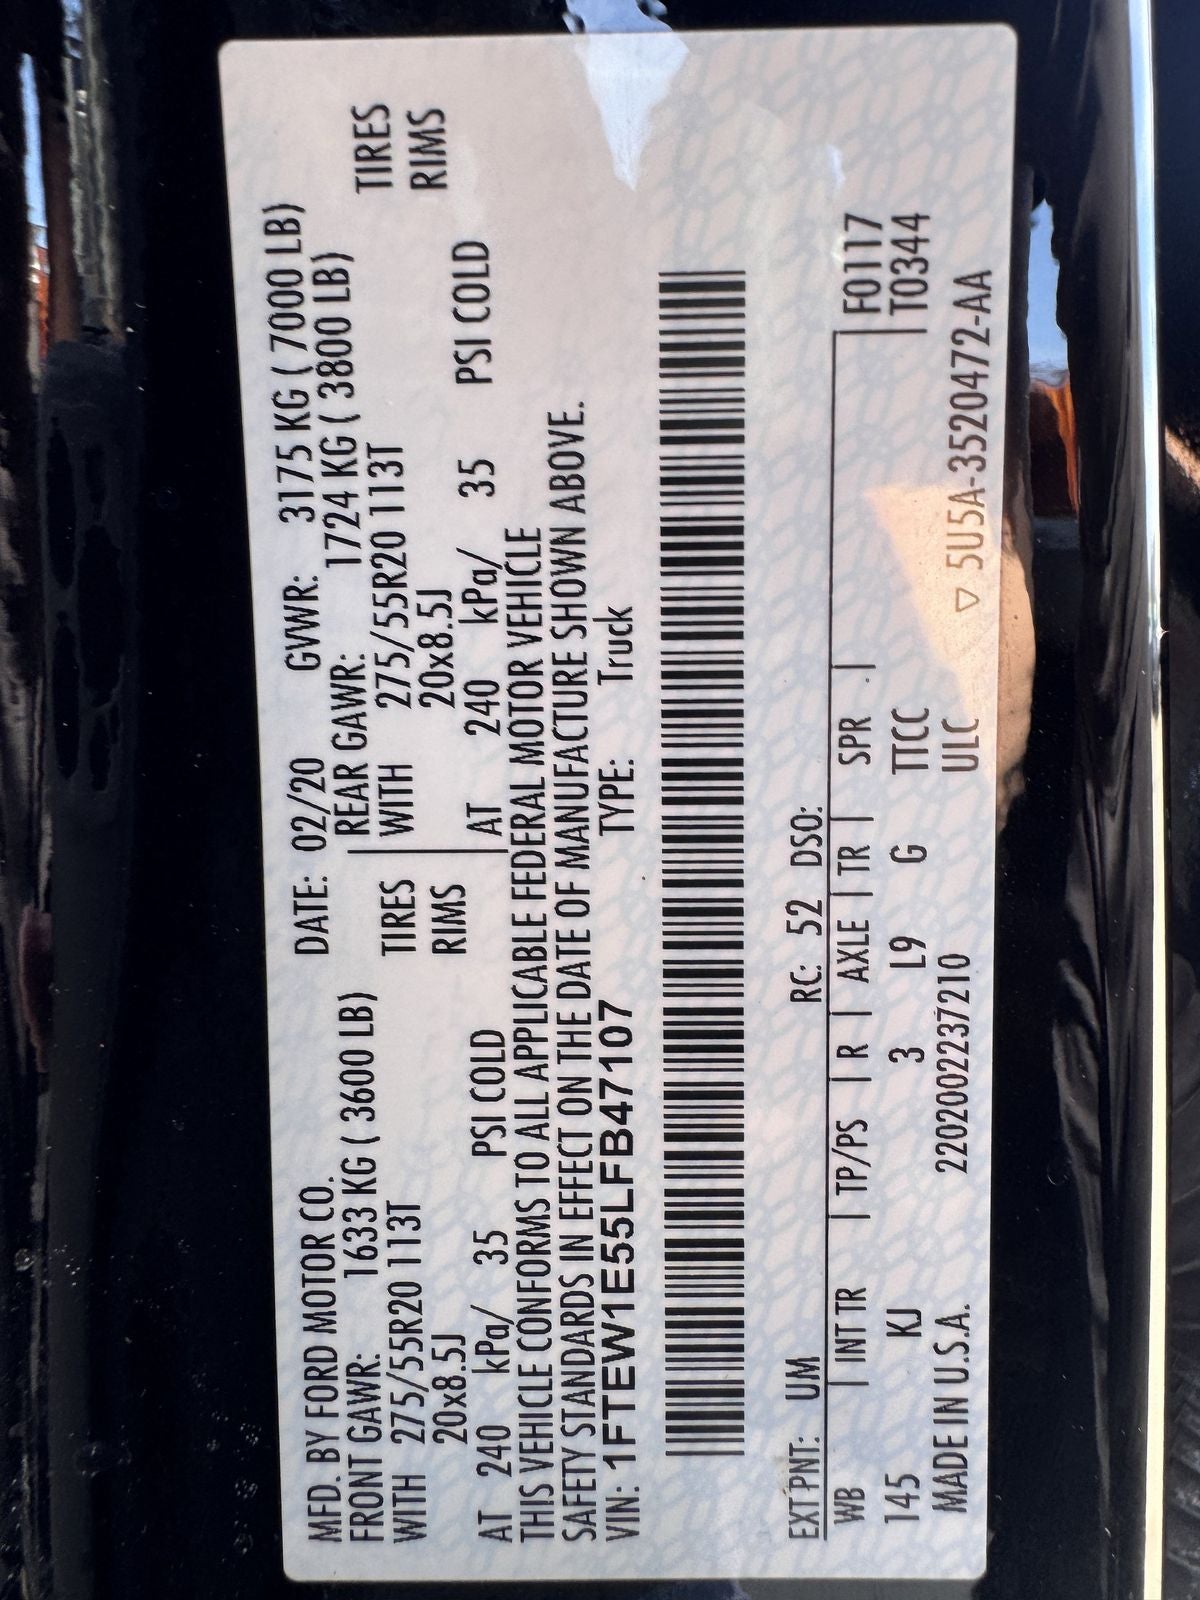 MFD. BY FORD MOTOR CO. DATE: 02/20 GVWR: 3175 KG ( 7000 LB)
FRONT GAWR: 1633 KG ( 3600 LB) REAR GAWR: 1724 KG ( 3800 LB)
WITH 275/55R20 113T TIRES WITH 275/55R20 113T TIRES
20x8.5J RIMS 20x8.5J RIMS
AT 240 kPa/ 35 PSI COLD AT 240 kPa/ 35 PSI COLD
THIS VEHICLE CONFORMS TO ALL APPLICABLE FEDERAL MOTOR VEHICLE
SAFETY STANDARDS IN EFFECT ON THE DATE OF MANUFACTURE SHOWN ABOVE.
VIN: 1FTEW1E55LFB47107 TYPE: Truck
EXT PNT: UM RC: 52 DSO:
WB | INT TR | TP/PS | R | AXLE | TR | SPR | F0117
145 KJ 3 L9 G TTCC T0344
ULC
MADE IN U.S.A. 2202002237210 ▽ 5U5A-3520472-AA